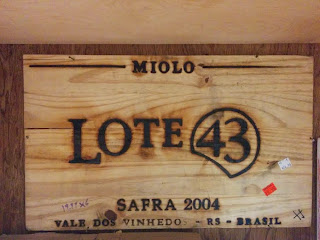 MIOLO
LOTE 43
SAFRA 2004
VALE DOS VINHEDO. - RS - BRASIL